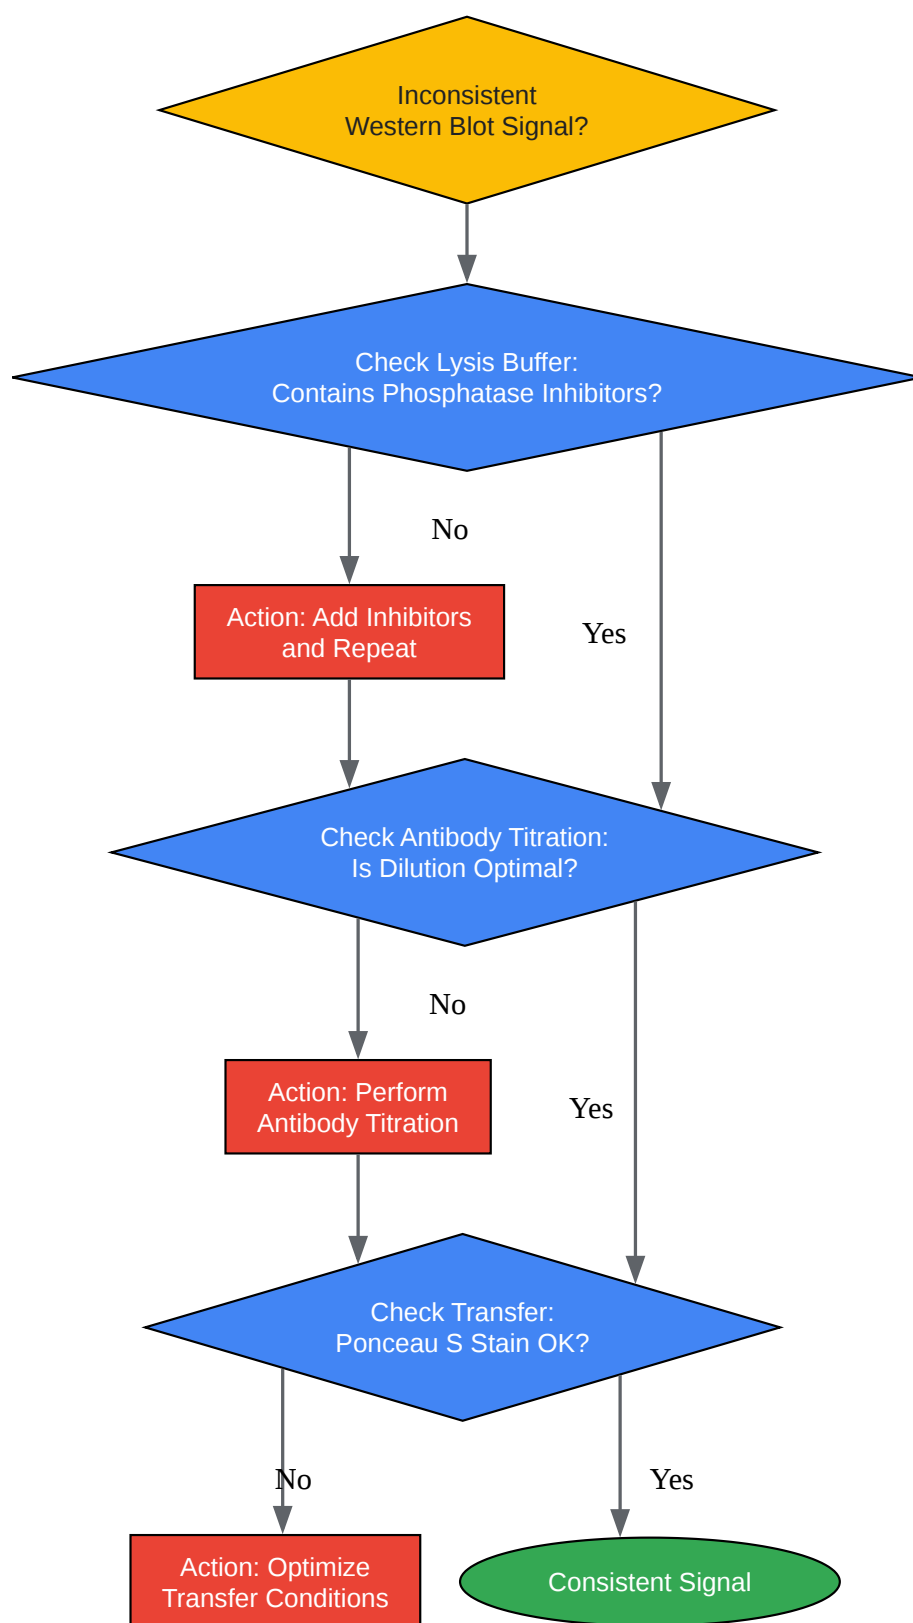 Inconsistent
Western Blot Signal?
Check Lysis Buffer:
Contains Phosphatase Inhibitors?
No
Action: Add Inhibitors
and Repeat
Yes
Check Antibody Titration:
Is Dilution Optimal?
No
Action: Perform
Antibody Titration
Yes
Check Transfer:
Ponceau S Stain OK?
No
Yes
Action: Optimize
Transfer Conditions
Consistent Signal